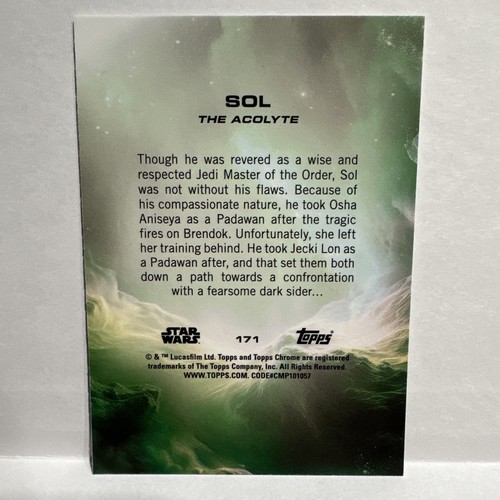 SOL
THE ACOLYTE
Though he was revered as a wise and
respected Jedi Master of the Order, Sol
was not without his flaws. Because of
his compassionate nature, he took Osha
Aniseya as a Padawan after the tragic
fires on Brendok. Unfortunately, she left
her training behind. He took Jecki Lon as
a Padawan after, and that set them both
down a path towards a confrontation
with a fearsome dark sider...
STAR WARS 171 Topps
© & ™ Lucasfilm Ltd. Topps and Topps Chrome are registered
trademarks of The Topps Company, Inc. All Rights Reserved.
WWW.TOPPS.COM. CODE#CMP101057